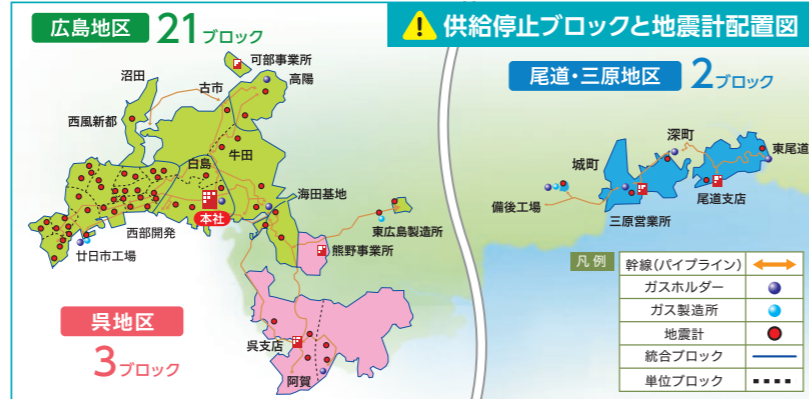 供給停止ブロックと地震計配置図
広島地区 21ブロック
可部事業所
沼田
古市
高陽
西風新都
白島
牛田
海田基地
本社
西部開発
東広島製造所
廿日市工場
熊野事業所
呉地区
3ブロック
呉支店
阿賀
尾道・三原地区 2ブロック
深町
東尾道
城町
備後工場
尾道支店
三原営業所
凡例
幹線(パイプライン)
ガスホルダー
ガス製造所
地震計
統合ブロック
単位ブロック